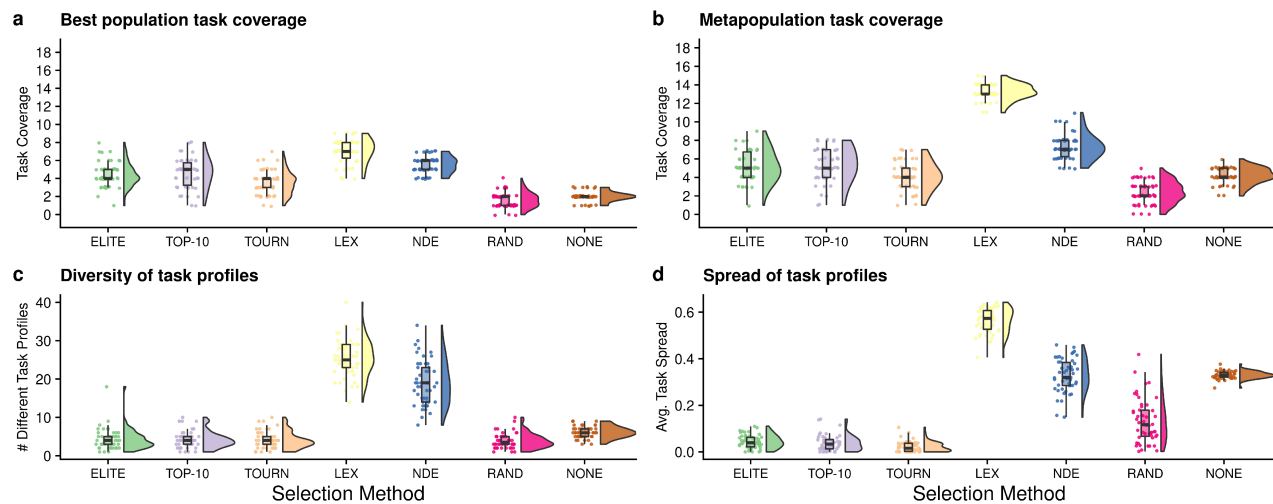 a Best population task coverage
Task Coverage
18
16
14
12
10
8
6
4
2
0
ELITE TOP-10 TOURN LEX NDE RAND NONE
b Metapopulation task coverage
Task Coverage
18
16
14
12
10
8
6
4
2
0
ELITE TOP-10 TOURN LEX NDE RAND NONE
c Diversity of task profiles
# Different Task Profiles
40
30
20
10
0
ELITE TOP-10 TOURN LEX NDE RAND NONE
Selection Method
d Spread of task profiles
Avg. Task Spread
0.6
0.4
0.2
0.0
ELITE TOP-10 TOURN LEX NDE RAND NONE
Selection Method